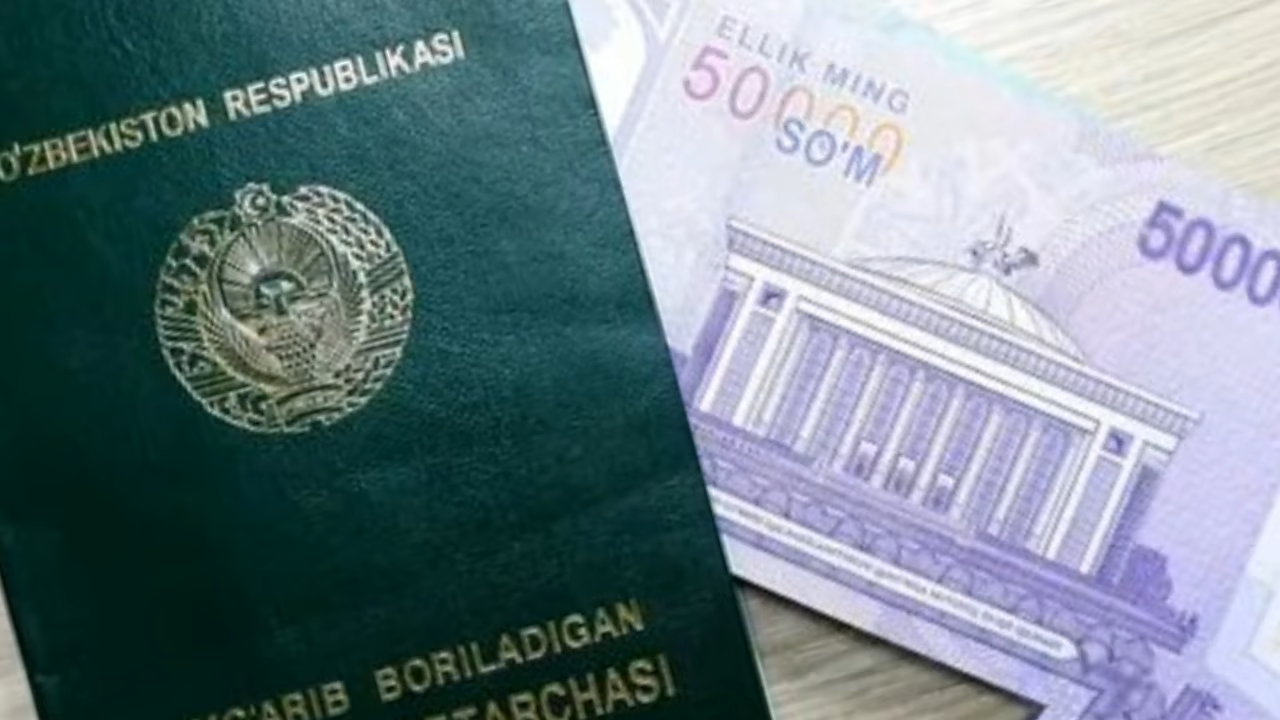 O'ZBEKISTON RESPUBLIKASI
BORILADIGAN
ELLIK MING
50000
SO'M
5000